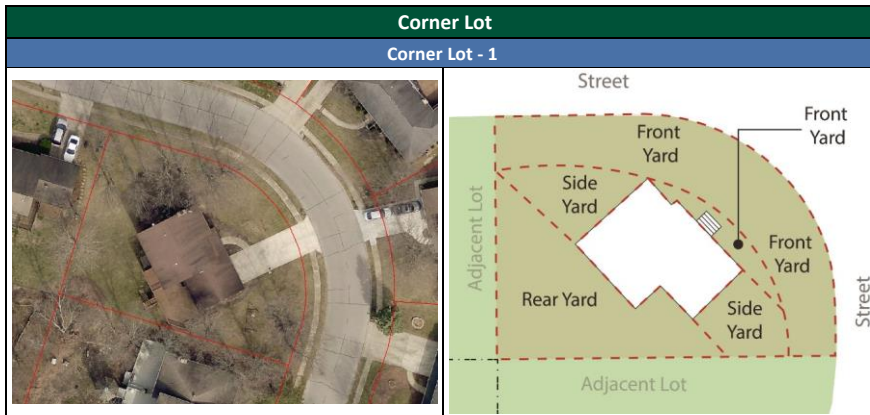 Corner Lot
Corner Lot - 1
Street
Front
Yard
Front
Yard
Side
Yard
Adjacent Lot
Front
Yard
Rear Yard
Side
Yard
Street
Adjacent Lot